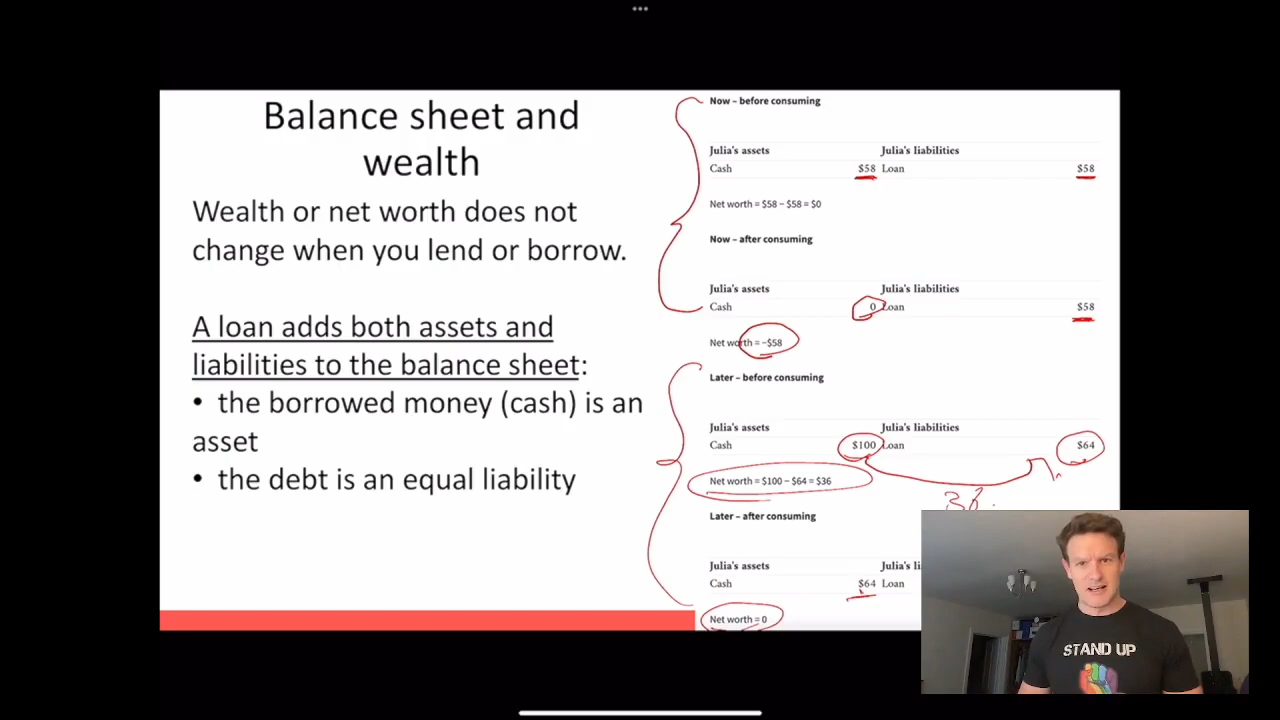 Balance sheet and
wealth
Wealth or net worth does not
change when you lend or borrow.
A loan adds both assets and
liabilities to the balance sheet:
• the borrowed money (cash) is an
asset
• the debt is an equal liability
Now – before consuming
Julia's assets Julia's liabilities
Cash $58 Loan $58
Net worth = $58 – $58 = $0
Now – after consuming
Julia's assets Julia's liabilities
Cash 0 Loan $58
Net worth = –$58
Later – before consuming
Julia's assets Julia's liabilities
Cash $100 Loan $64
Net worth = $100 – $64 = $36
36
Later – after consuming
Julia's assets Julia's li
Cash $64 Loan
Net worth = 0
STAND UP